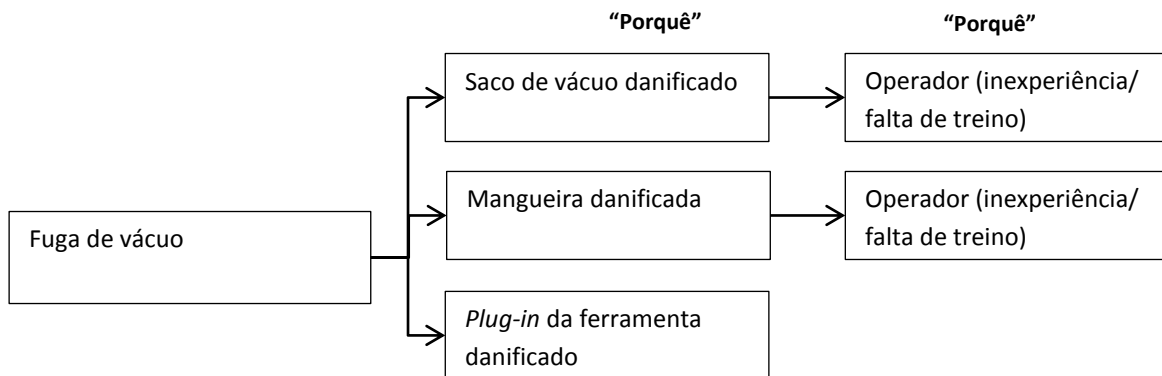 “Porquê”
“Porquê”
Saco de vácuo danificado
Operador (inexperiência/
falta de treino)
Mangueira danificada
Operador (inexperiência/
falta de treino)
Fuga de vácuo
Plug-in da ferramenta
danificado